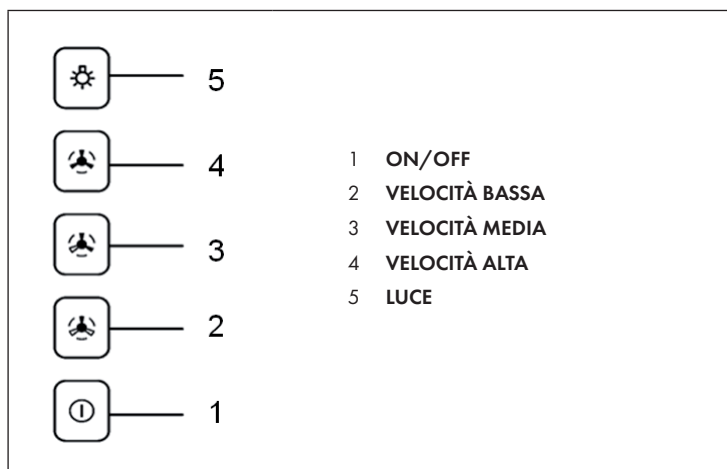 5
4
3
2
1
1 ON/OFF
2 VELOCITÀ BASSA
3 VELOCITÀ MEDIA
4 VELOCITÀ ALTA
5 LUCE